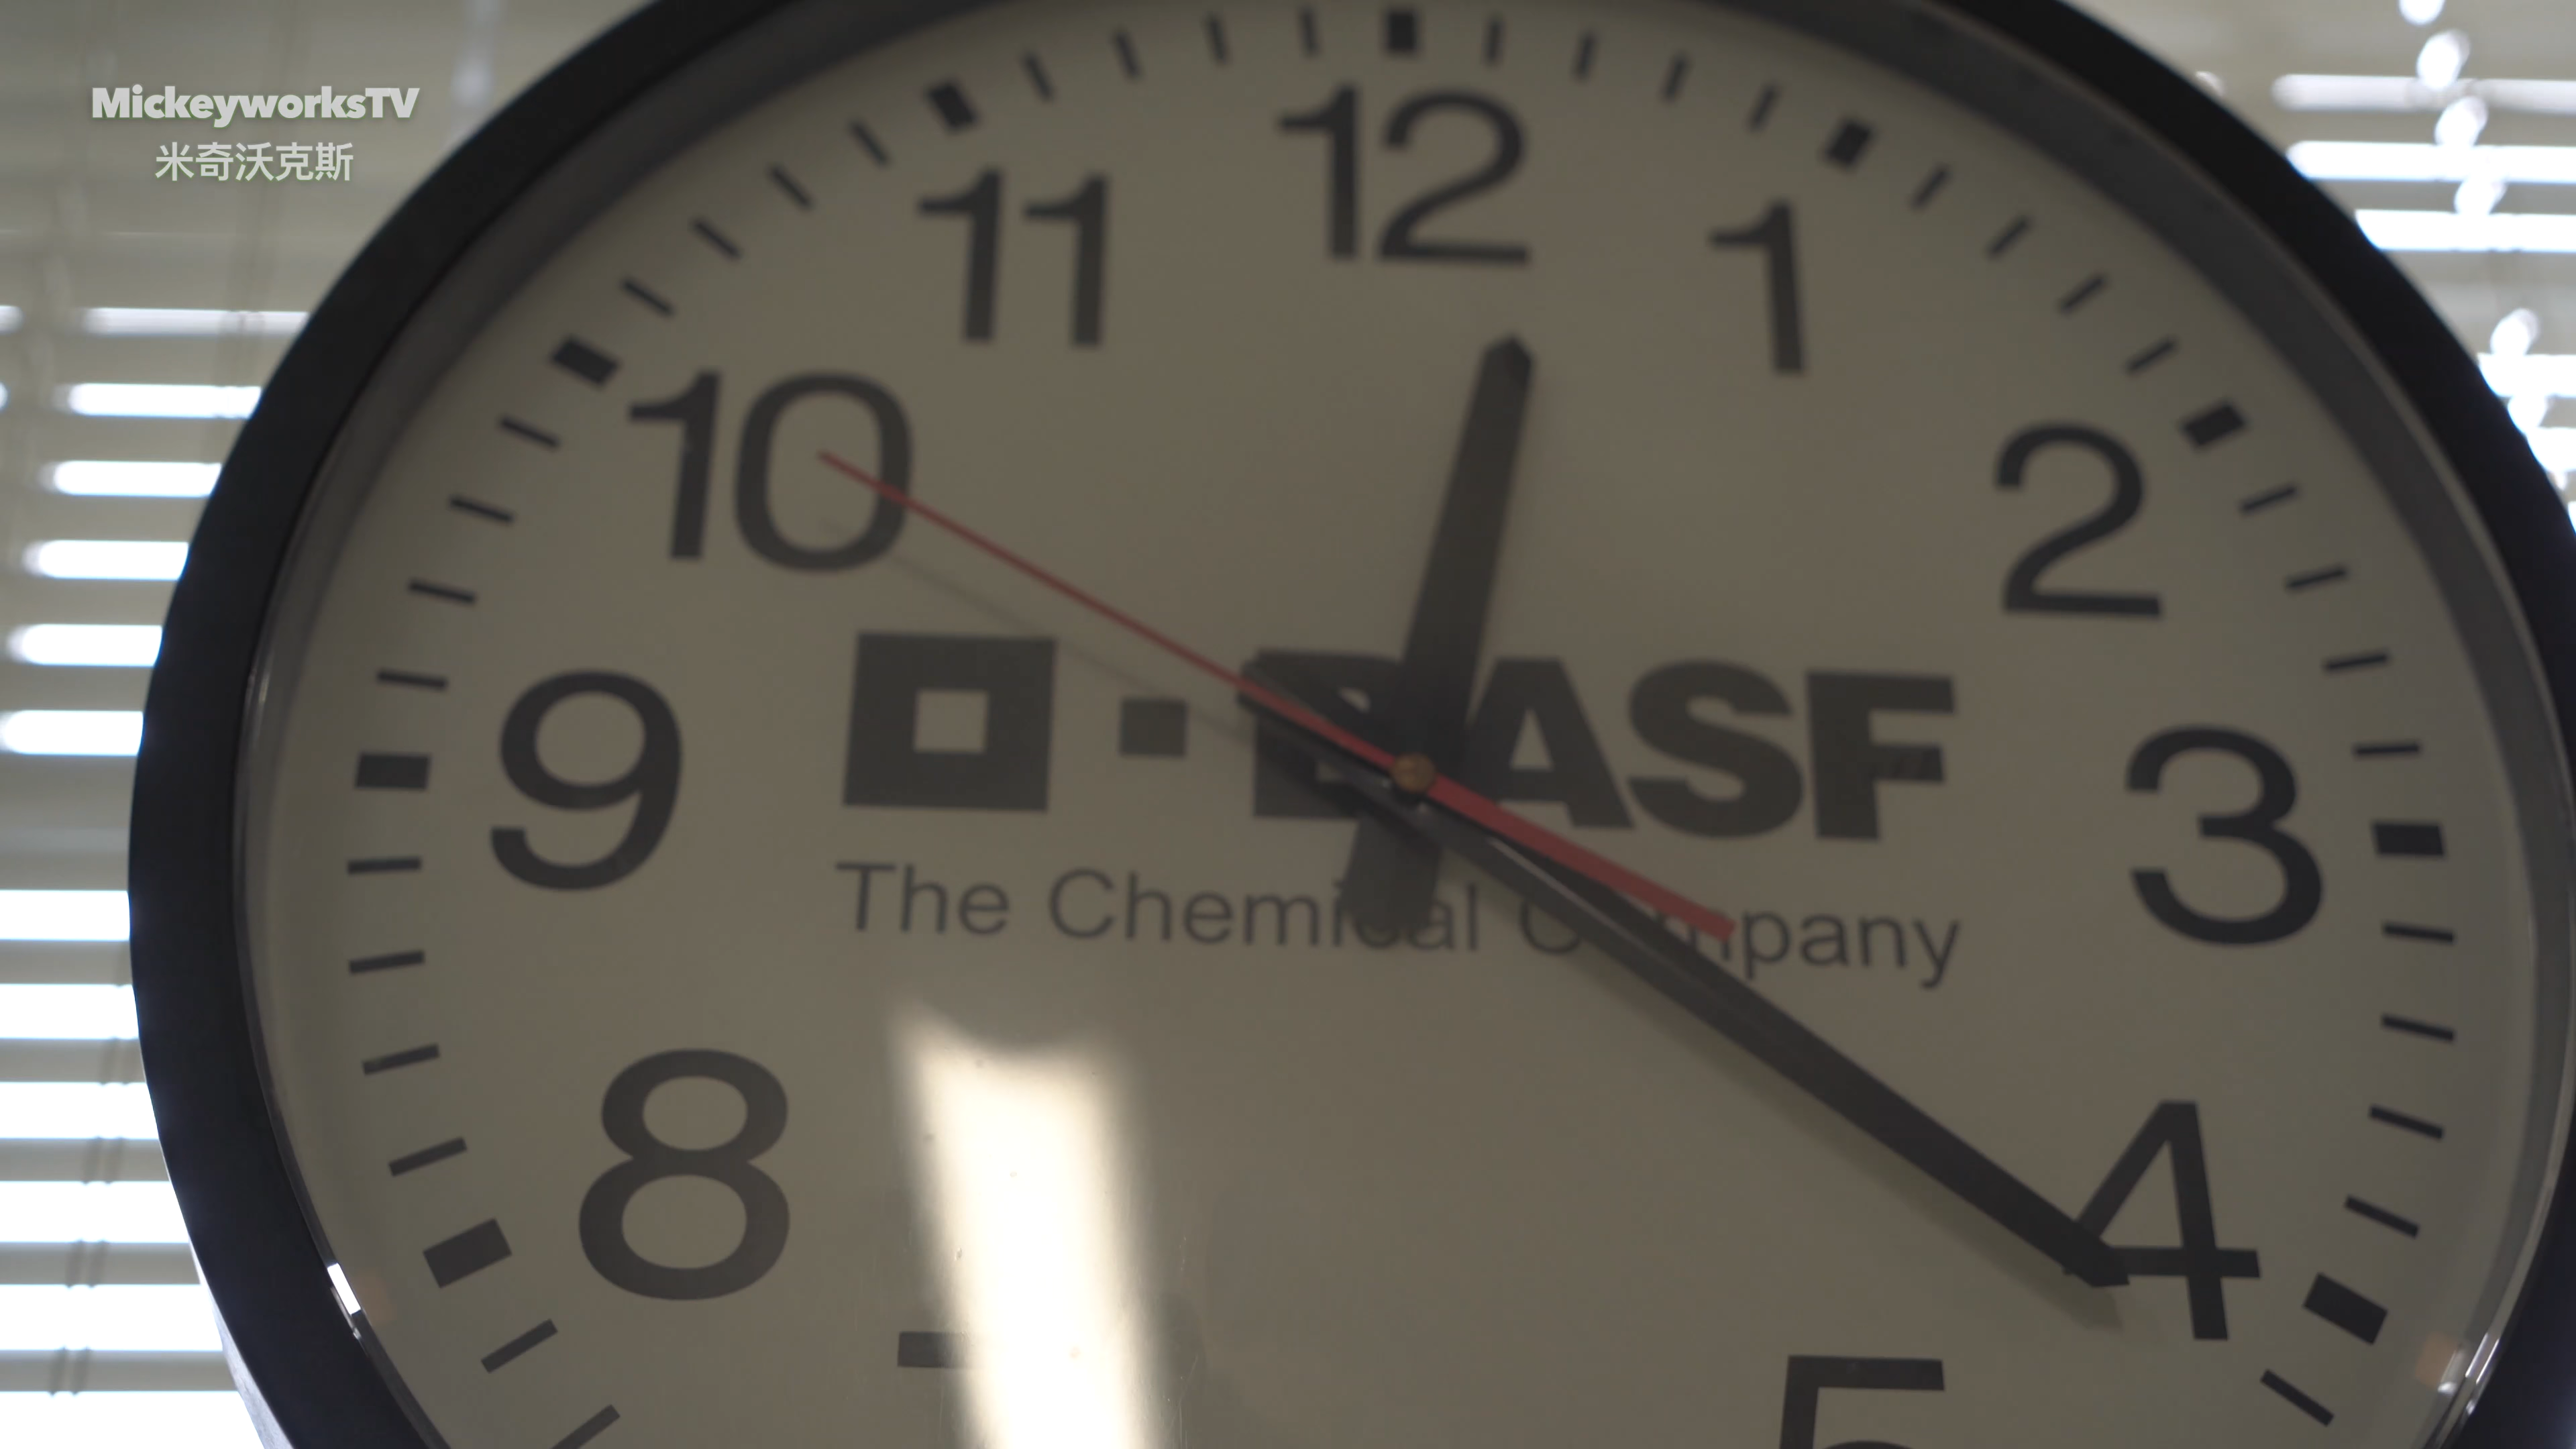 MickeyworksTV
米奇沃克斯
12
11
1
10
2
BASF
9
3
The Chemical Company
8
4
5